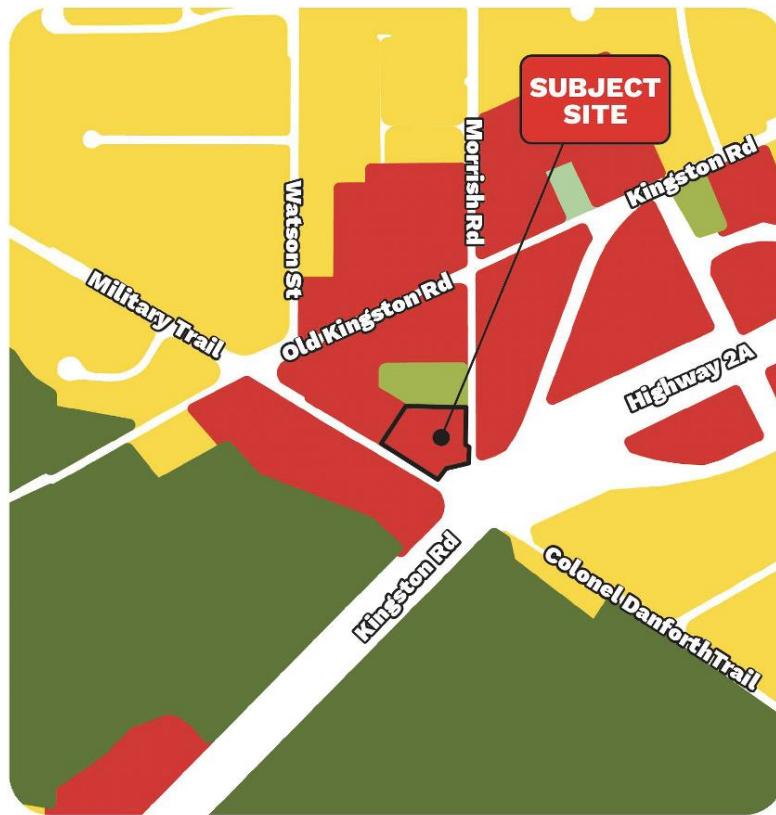 SUBJECT
SITE
Morrish Rd
Kingston Rd
Watson St
Military Trail
Old Kingston Rd
Highway 2A
Kingston Rd
Colonel Danforth Trail